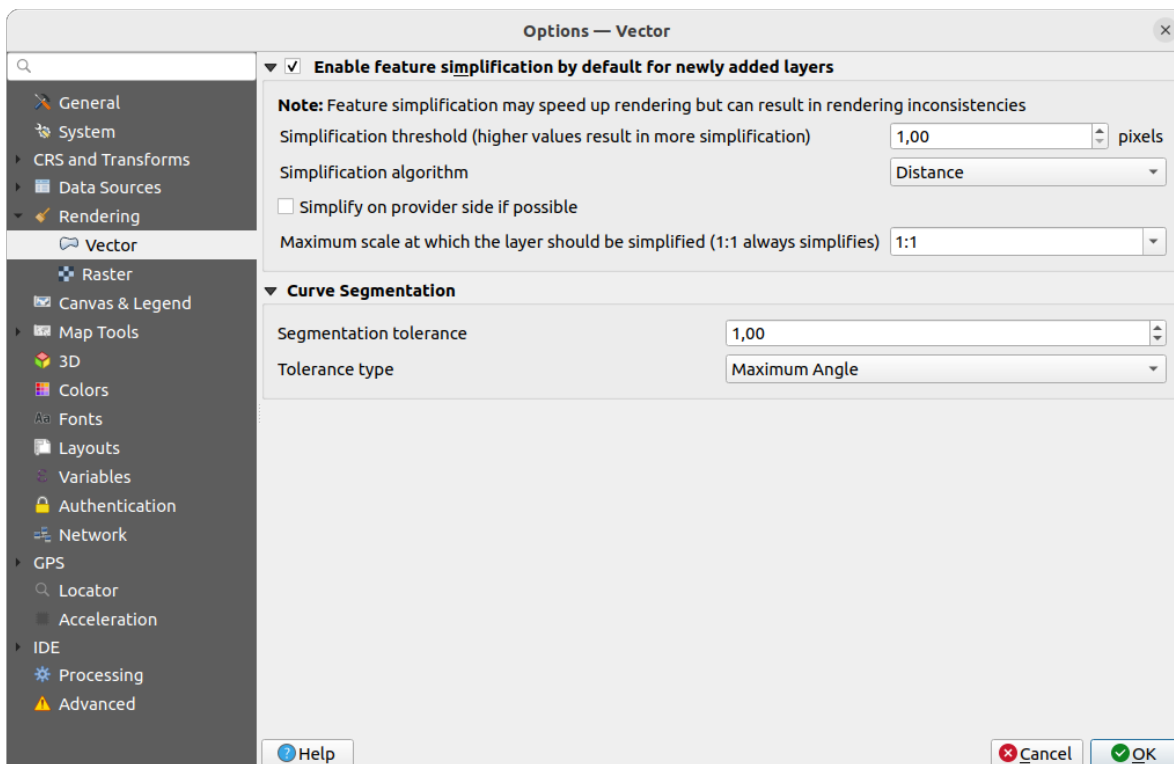 Options — Vector
General
System
CRS and Transforms
Data Sources
Rendering
Vector
Raster
Canvas & Legend
Map Tools
3D
Colors
Aa Fonts
Layouts
ε Variables
Authentication
Network
GPS
Locator
Acceleration
IDE
Processing
Advanced
Enable feature simplification by default for newly added layers
Note: Feature simplification may speed up rendering but can result in rendering inconsistencies
Simplification threshold (higher values result in more simplification) 1,00 pixels
Simplification algorithm Distance
Simplify on provider side if possible
Maximum scale at which the layer should be simplified (1:1 always simplifies) 1:1
Curve Segmentation
Segmentation tolerance 1,00
Tolerance type Maximum Angle
Help Cancel OK